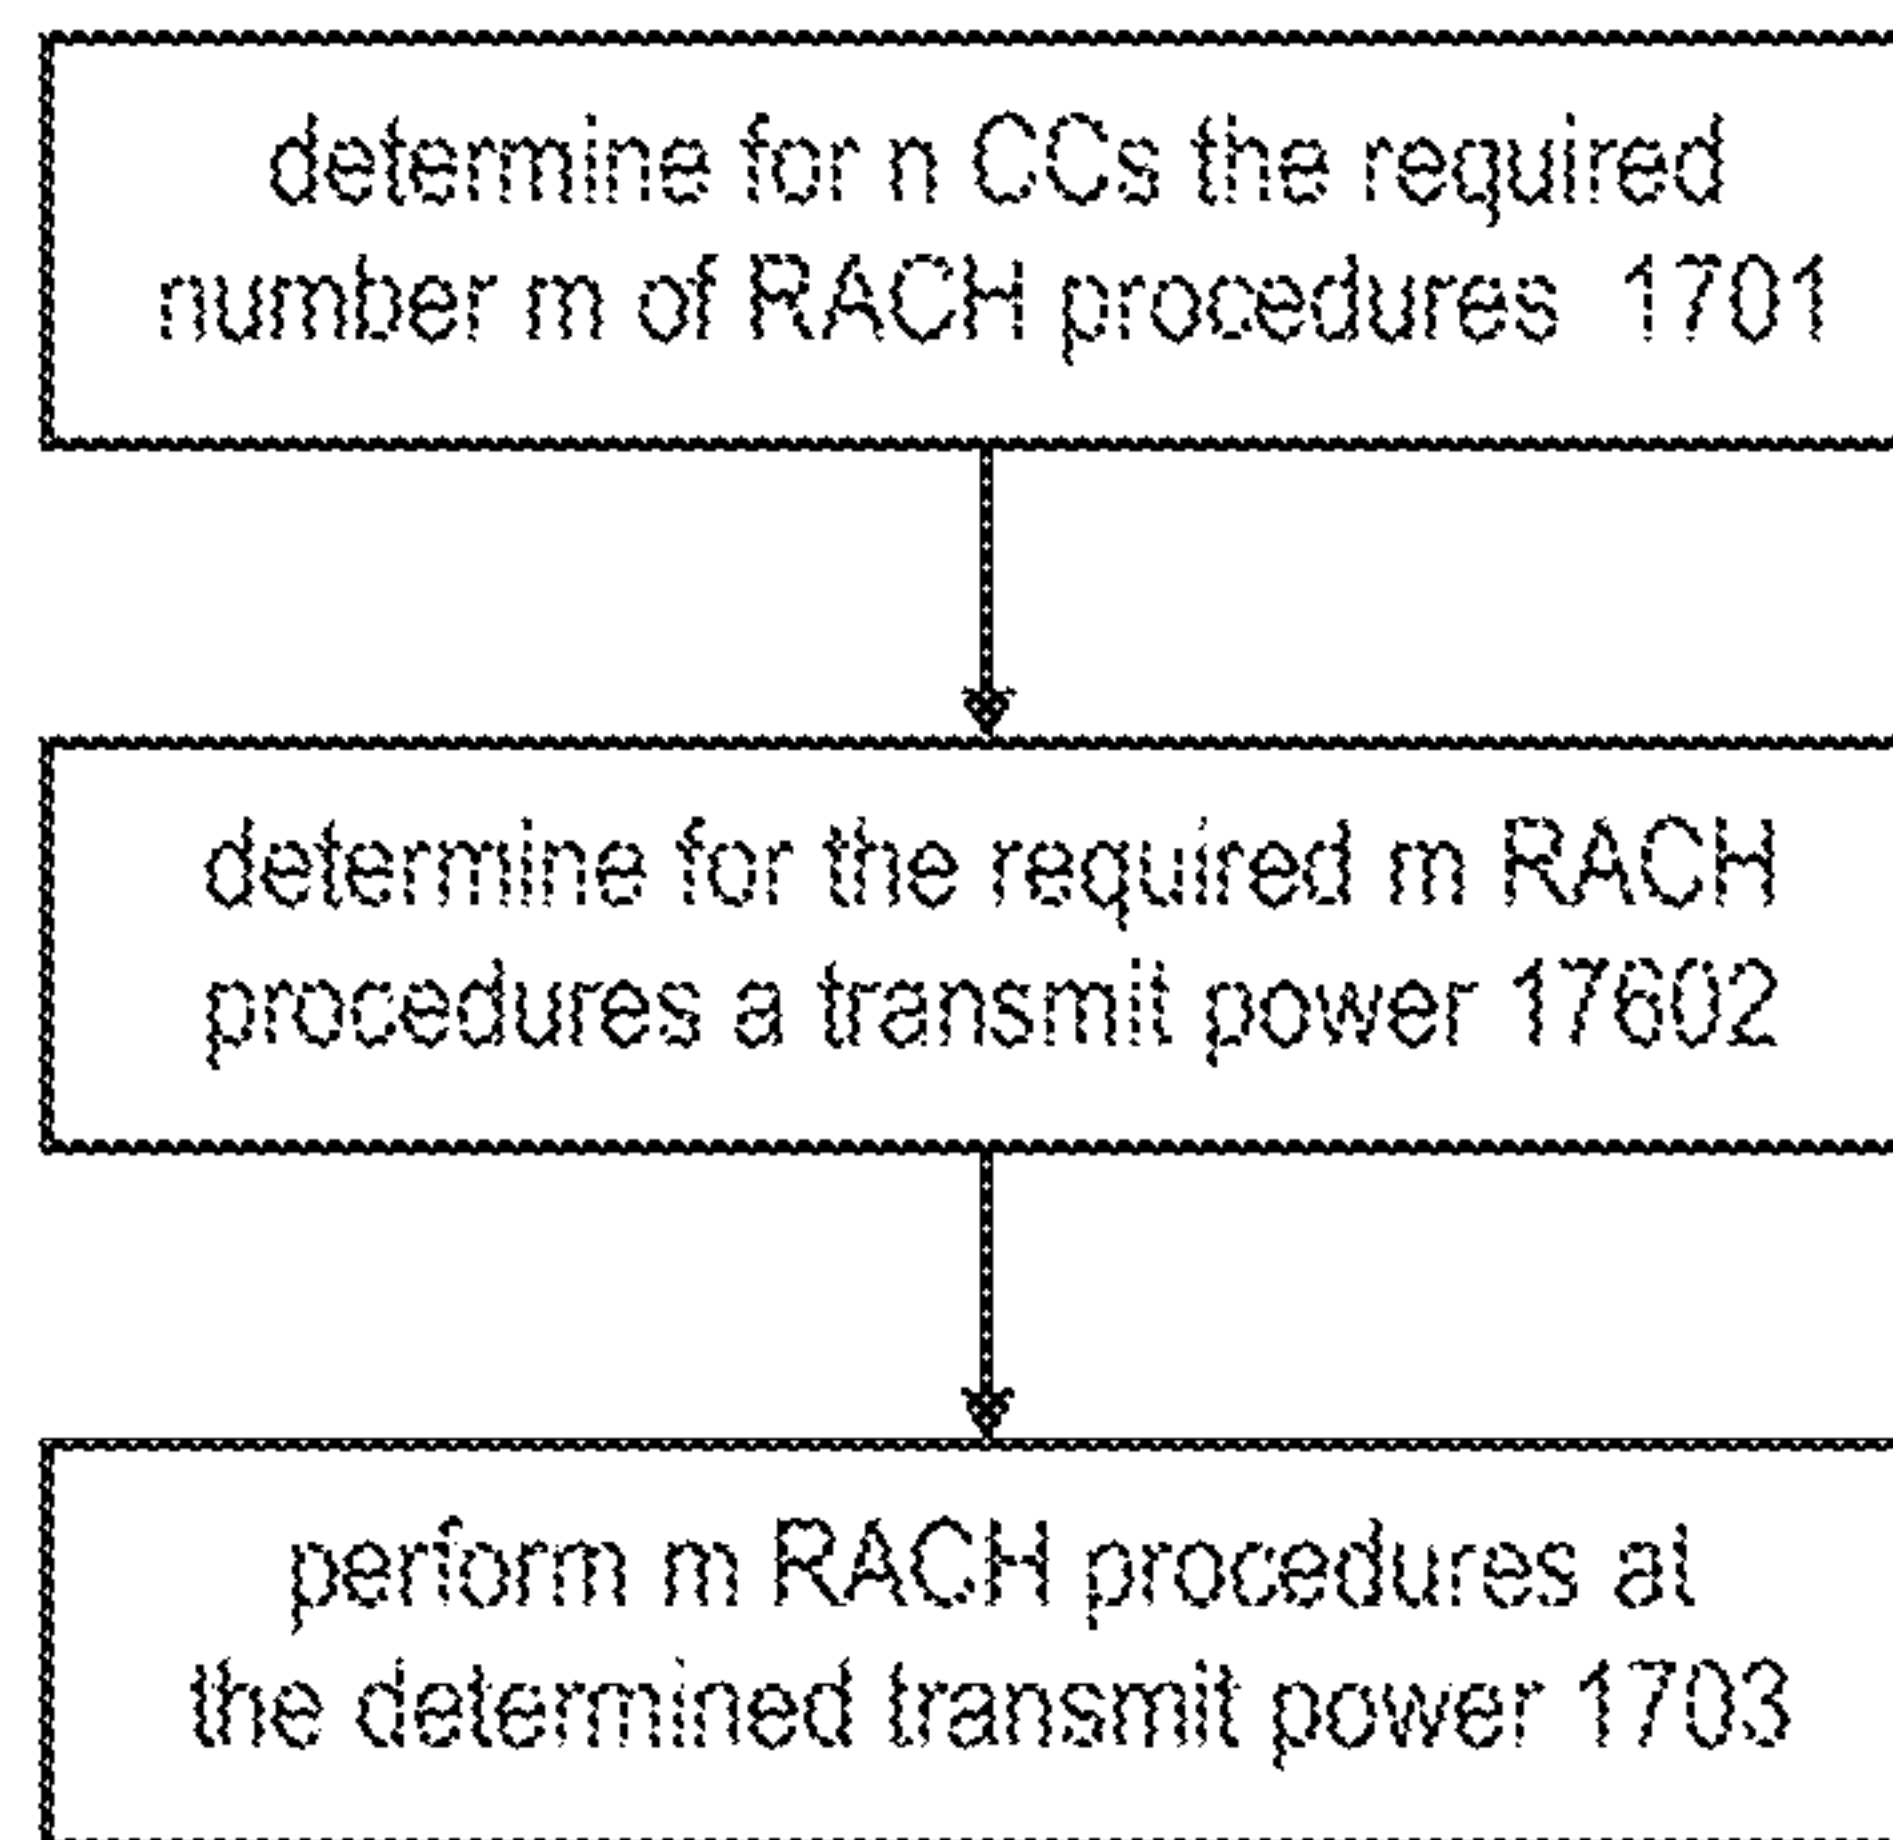 determine for n CCs the required
number m of RACH procedures 1701
determine for the required m RACH
procedures a transmit power 17602
perform m RACH procedures at
the determined transmit power 1703